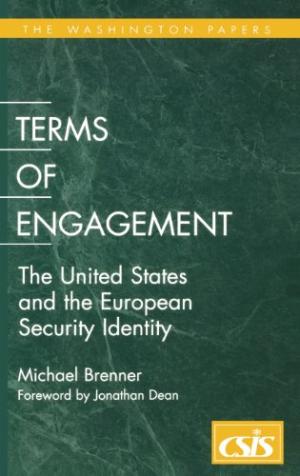 THE WASHINGTON PAPERS
TERMS
OF
ENGAGEMENT
The United States
and the European
Security Identity
Michael Brenner
Foreword by Jonathan Dean
CSIS